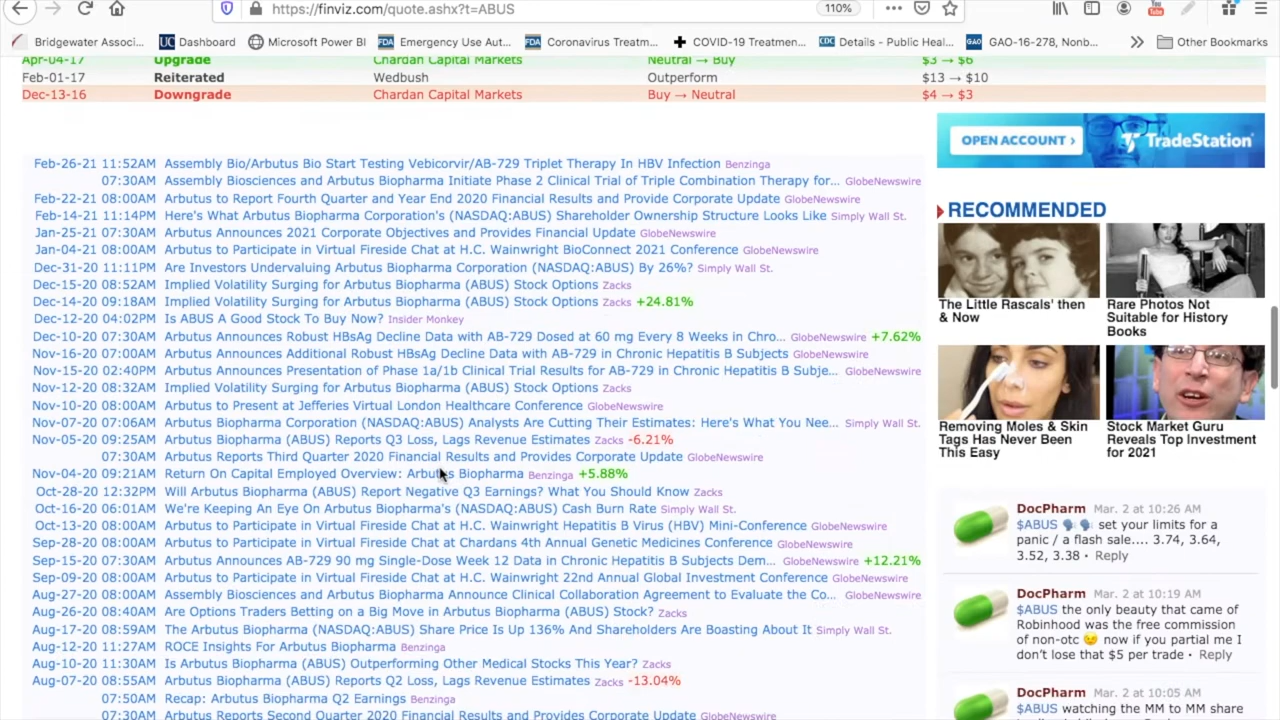 https://finviz.com/quote.ashx?t=ABUS
110%
Bridgewater Associ... Dashboard Microsoft Power BI FDA Emergency Use Aut... FDA Coronavirus Treatm... COVID-19 Treatmen... CDC Details - Public Heal... GAO GAO-16-278, Nonb... Other Bookmarks
Apr-04-17 Upgrade Chardan Capital Markets Neutral → Buy $3 → $6
Feb-01-17 Reiterated Wedbush Outperform $13 → $10
Dec-13-16 Downgrade Chardan Capital Markets Buy → Neutral $4 → $3
Feb-26-21 11:52AM Assembly Bio/Arbutus Bio Start Testing Vebicorvir/AB-729 Triplet Therapy In HBV Infection Benzinga
07:30AM Assembly Biosciences and Arbutus Biopharma Initiate Phase 2 Clinical Trial of Triple Combination Therapy for... GlobeNewswire
Feb-22-21 08:00AM Arbutus to Report Fourth Quarter and Year End 2020 Financial Results and Provide Corporate Update GlobeNewswire
Feb-14-21 11:14PM Here's What Arbutus Biopharma Corporation's (NASDAQ:ABUS) Shareholder Ownership Structure Looks Like Simply Wall St.
Jan-25-21 07:30AM Arbutus Announces 2021 Corporate Objectives and Provides Financial Update GlobeNewswire
Jan-04-21 08:00AM Arbutus to Participate in Virtual Fireside Chat at H.C. Wainwright BioConnect 2021 Conference GlobeNewswire
Dec-31-20 11:11PM Are Investors Undervaluing Arbutus Biopharma Corporation (NASDAQ:ABUS) By 26%? Simply Wall St.
Dec-15-20 08:52AM Implied Volatility Surging for Arbutus Biopharma (ABUS) Stock Options Zacks
Dec-14-20 09:18AM Implied Volatility Surging for Arbutus Biopharma (ABUS) Stock Options Zacks +24.81%
Dec-12-20 04:02PM Is ABUS A Good Stock To Buy Now? Insider Monkey
Dec-10-20 07:30AM Arbutus Announces Robust HBsAg Decline Data with AB-729 Dosed at 60 mg Every 8 Weeks in Chro... GlobeNewswire +7.62%
Nov-16-20 07:00AM Arbutus Announces Additional Robust HBsAg Decline Data with AB-729 in Chronic Hepatitis B Subjects GlobeNewswire
Nov-15-20 02:40PM Arbutus Announces Presentation of Phase 1a/1b Clinical Trial Results for AB-729 in Chronic Hepatitis B Subje... GlobeNewswire
Nov-12-20 08:32AM Implied Volatility Surging for Arbutus Biopharma (ABUS) Stock Options Zacks
Nov-10-20 08:00AM Arbutus to Present at Jefferies Virtual London Healthcare Conference GlobeNewswire
Nov-07-20 07:06AM Arbutus Biopharma Corporation (NASDAQ:ABUS) Analysts Are Cutting Their Estimates: Here's What You Nee... Simply Wall St.
Nov-05-20 09:25AM Arbutus Biopharma (ABUS) Reports Q3 Loss, Lags Revenue Estimates Zacks -6.21%
07:30AM Arbutus Reports Third Quarter 2020 Financial Results and Provides Corporate Update GlobeNewswire
Nov-04-20 09:21AM Return On Capital Employed Overview: Arbutus Biopharma Benzinga +5.88%
Oct-28-20 12:32PM Will Arbutus Biopharma (ABUS) Report Negative Q3 Earnings? What You Should Know Zacks
Oct-16-20 06:01AM We're Keeping An Eye On Arbutus Biopharma's (NASDAQ:ABUS) Cash Burn Rate Simply Wall St.
Oct-13-20 08:00AM Arbutus to Participate in Virtual Fireside Chat at H.C. Wainwright Hepatitis B Virus (HBV) Mini-Conference GlobeNewswire
Sep-28-20 08:00AM Arbutus to Participate in Virtual Fireside Chat at Chardans 4th Annual Genetic Medicines Conference GlobeNewswire
Sep-15-20 07:30AM Arbutus Announces AB-729 90 mg Single-Dose Week 12 Data in Chronic Hepatitis B Subjects Dem... GlobeNewswire +12.21%
Sep-09-20 08:00AM Arbutus to Participate in Virtual Fireside Chat at H.C. Wainwright 22nd Annual Global Investment Conference GlobeNewswire
Aug-27-20 08:00AM Assembly Biosciences and Arbutus Biopharma Announce Clinical Collaboration Agreement to Evaluate the Co... GlobeNewswire
Aug-26-20 08:40AM Are Options Traders Betting on a Big Move in Arbutus Biopharma (ABUS) Stock? Zacks
Aug-17-20 08:59AM The Arbutus Biopharma (NASDAQ:ABUS) Share Price Is Up 136% And Shareholders Are Boasting About It Simply Wall St.
Aug-12-20 11:27AM ROCE Insights For Arbutus Biopharma Benzinga
Aug-10-20 11:30AM Is Arbutus Biopharma (ABUS) Outperforming Other Medical Stocks This Year? Zacks
Aug-07-20 08:55AM Arbutus Biopharma (ABUS) Reports Q2 Loss, Lags Revenue Estimates Zacks -13.04%
07:50AM Recap: Arbutus Biopharma Q2 Earnings Benzinga
07:30AM Arbutus Reports Second Quarter 2020 Financial Results and Provides Corporate Update GlobeNewswire
OPEN ACCOUNT › TradeStation
RECOMMENDED
The Little Rascals' then
& Now
Rare Photos Not
Suitable for History
Books
Removing Moles & Skin
Tags Has Never Been
This Easy
Stock Market Guru
Reveals Top Investment
for 2021
DocPharm Mar. 2 at 10:26 AM
$ABUS 🗣️ 🗣️ set your limits for a
panic / a flash sale.... 3.74, 3.64,
3.52, 3.38 • Reply
DocPharm Mar. 2 at 10:19 AM
$ABUS the only beauty that came of
Robinhood was the free commission
of non-otc 😉 now if you partial me I
don't lose that $5 per trade • Reply
DocPharm Mar. 2 at 10:05 AM
$ABUS watching the MM to MM share